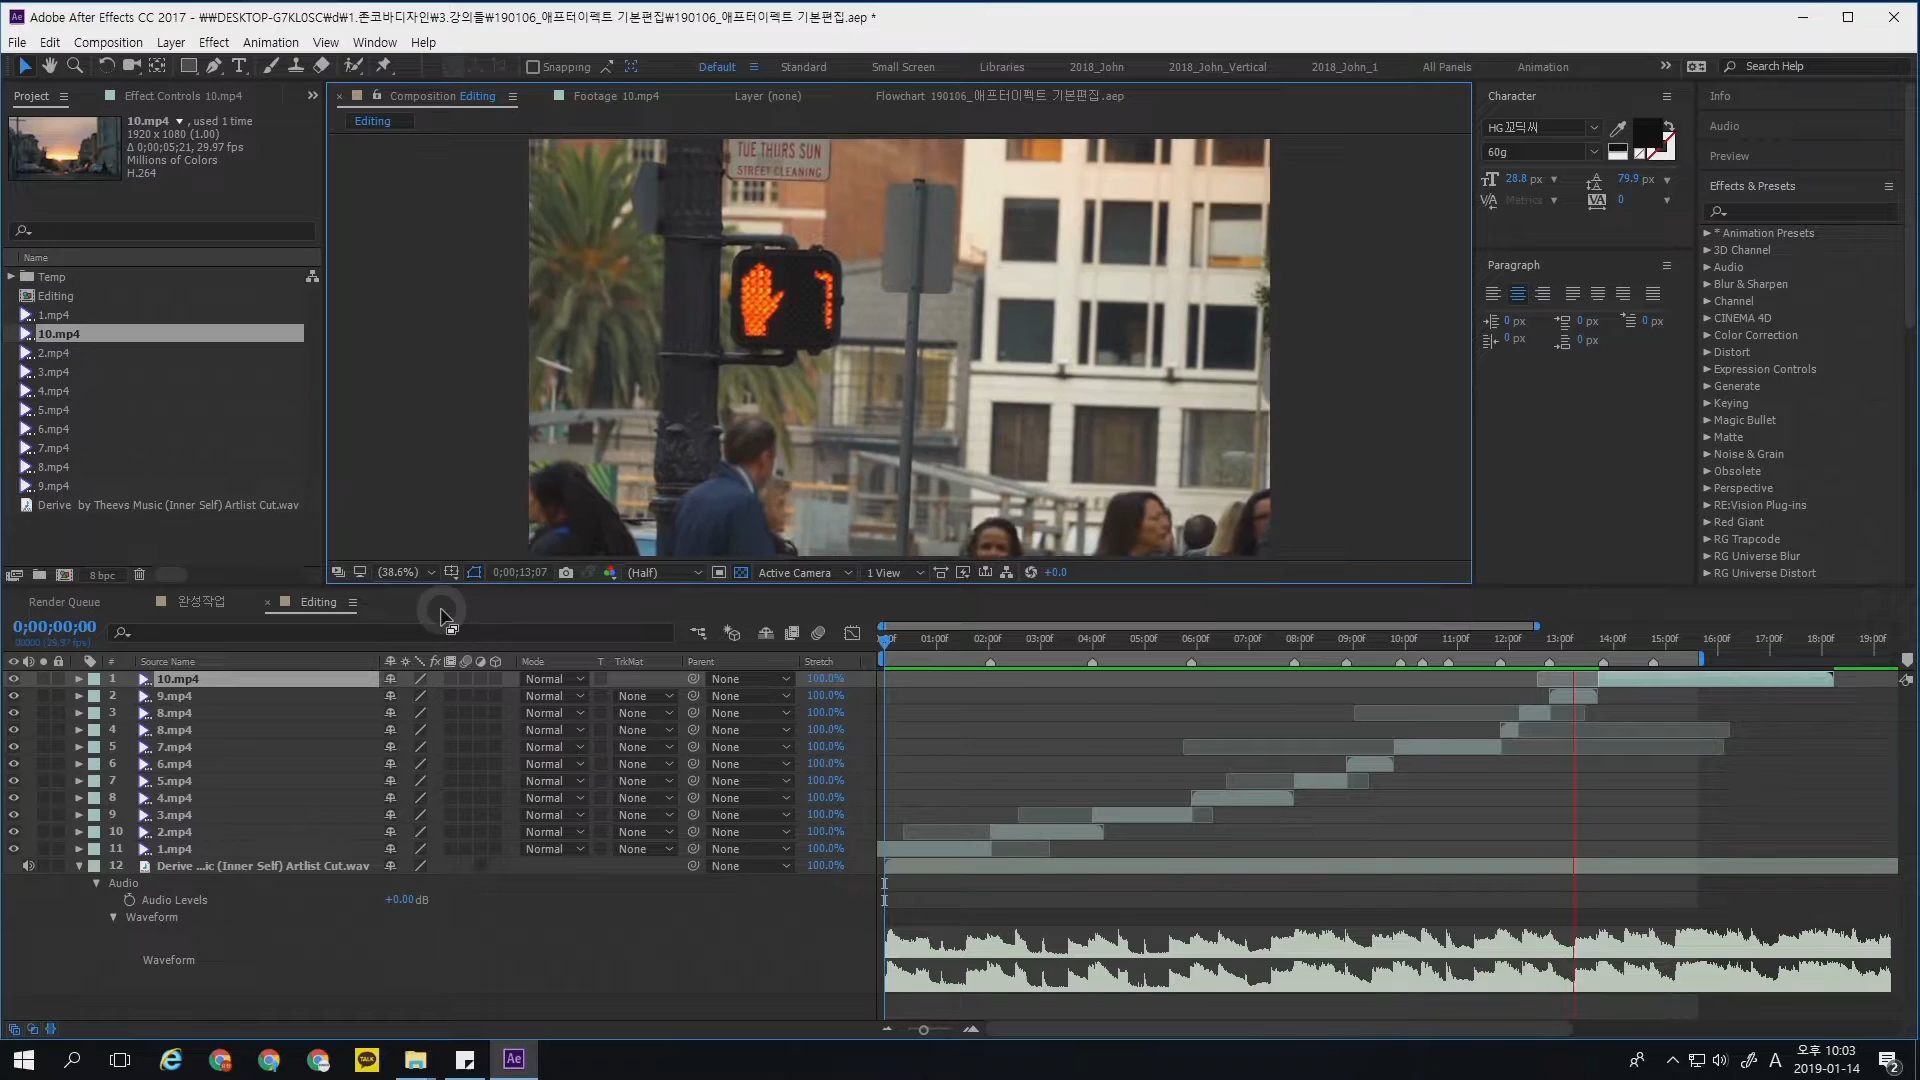 Adobe After Effects CC 2017 - ₩₩DESKTOP-G7KL0SC₩d₩1.존코바디자인₩3.강의들₩190106_애프터이펙트 기본편집₩190106_애프터이펙트 기본편집.aep *
File Edit Composition Layer Effect Animation View Window Help
Snapping Default Standard Small Screen Libraries 2018_John 2018_John_Vertical 2018_John_1 All Panels Animation Search Help
Project Effect Controls 10.mp4
10.mp4 , used 1 time
1920 x 1080 (1.00)
Δ 0;00;05;21, 29.97 fps
Millions of Colors
H.264
Name
Temp
Editing
1.mp4
10.mp4
2.mp4
3.mp4
4.mp4
5.mp4
6.mp4
7.mp4
8.mp4
9.mp4
Derive by Theevs Music (Inner Self) Artlist Cut.wav
8 bpc
Composition Editing Footage 10.mp4 Layer (none) Flowchart 190106_애프터이펙트 기본편집.aep
Editing
TUE THURS SUN
STREET CLEANING
(38.6%) 0;00;13;07 (Half) Active Camera 1 View +0.0
Character
HG꼬딕씨
60g
28.8 px 79.9 px
Metrics 0
Paragraph
0 px 0 px 0 px
0 px 0 px
Info
Audio
Preview
Effects & Presets
* Animation Presets
3D Channel
Audio
Blur & Sharpen
Channel
CINEMA 4D
Color Correction
Distort
Expression Controls
Generate
Keying
Magic Bullet
Matte
Noise & Grain
Obsolete
Perspective
RE:Vision Plug-ins
Red Giant
RG Trapcode
RG Universe Blur
RG Universe Distort
Render Queue 완성작업 Editing
0;00;00;00
00000 (29.97 fps)
01:00f 02:00f 03:00f 04:00f 05:00f 06:00f 07:00f 08:00f 09:00f 10:00f 11:00f 12:00f 13:00f 14:00f 15:00f 16:00f 17:00f 18:00f 19:00f
# Source Name Mode T TrkMat Parent Stretch
1 10.mp4 Normal None 100.0%
2 9.mp4 Normal None None 100.0%
3 8.mp4 Normal None None 100.0%
4 8.mp4 Normal None None 100.0%
5 7.mp4 Normal None None 100.0%
6 6.mp4 Normal None None 100.0%
7 5.mp4 Normal None None 100.0%
8 4.mp4 Normal None None 100.0%
9 3.mp4 Normal None None 100.0%
10 2.mp4 Normal None None 100.0%
11 1.mp4 Normal None None 100.0%
12 Derive ...ic (Inner Self) Artlist Cut.wav None 100.0%
Audio
Audio Levels +0.00 dB
Waveform
Waveform
TALK
Ae
A 오후 10:03
2019-01-14
2